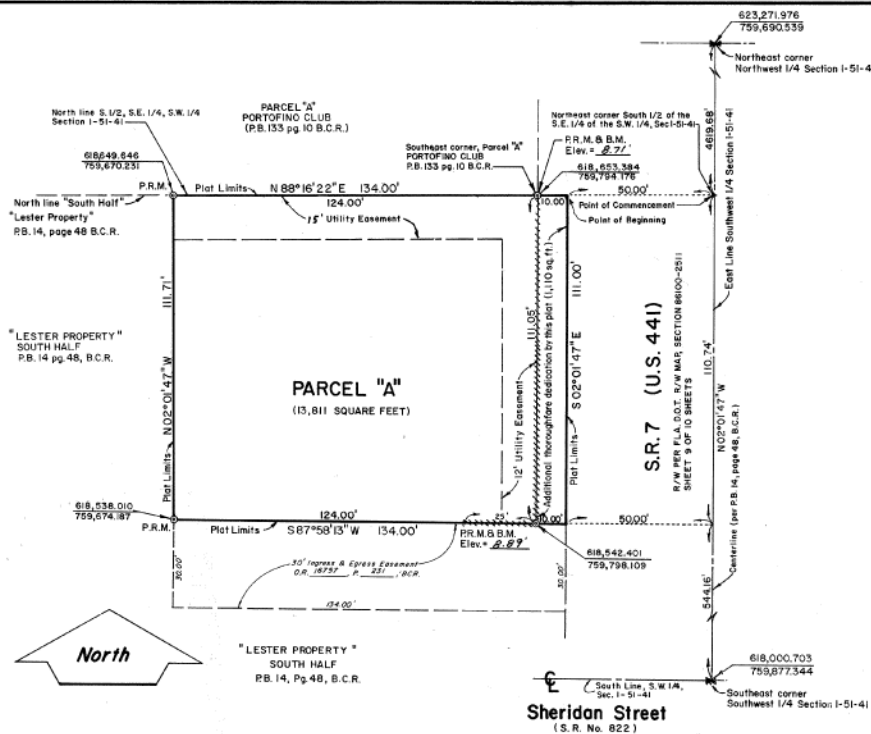 623,271.976
759,690.539
Northeast corner
Northwest 1/4 Section 1-51-4
4619.68'
North line S.1/2, S.E. 1/4, S.W. 1/4
Section 1-51-41
PARCEL "A"
PORTOFINO CLUB
(P.B.133 pg. 10 B.C.R.)
Southeast corner, Parcel "A"
PORTOFINO CLUB
P.B. 133 pg. 10 B.C.R.
Northeast corner South 1/2 of the
S.E. 1/4 of the S.W. 1/4, Sec.1-51-41
P.R.M. & B.M.
Elev. = 8.71'
618,649.646
759,670.231
618,653.384
759,794.176
P.R.M.
Plat Limits
N 88°16'22"E 134.00'
50.00'
North line "South Half"
"Lester Property"
P.B. 14, page 48 B.C.R.
124.00'
10.00'
Point of Commencement
Point of Beginning
15' Utility Easement
East Line Southwest 1/4 Section 1-51-41
111.71'
N 02°01'47"W
Plat Limits
"LESTER PROPERTY"
SOUTH HALF
P.B. 14 pg. 48, B.C.R.
PARCEL "A"
(13,811 SQUARE FEET)
12' Utility Easement
111.05'
Additional thoroughfare dedication by this plat (1,110 sq. ft.)
111.00'
S 02°01'47"E
Plat Limits
S.R. 7 (U.S. 441)
R/W PER FLA. D.O.T. R/W MAP, SECTION 86100-2511
SHEET 9 OF 10 SHEETS
110.74'
N02°01'47"W
Centerline (per P.B. 14, page 48, B.C.R.)
618,538.010
759,674.187
P.R.M.
124.00'
25'
10.00'
50.00'
Plat Limits
S 87°58'13"W 134.00'
P.R.M.& B.M.
Elev. = 8.89'
618,542.401
759,798.109
30.00'
30' Ingress & Egress Easement
O.R. 16757 P. 231, BCR.
30.00'
134.00'
544.16'
North
"LESTER PROPERTY"
SOUTH HALF
P.B. 14, Pg. 48, B.C.R.
618,000.703
759,877.344
South Line, S.W. 1/4,
Sec. 1-51-41
Southeast corner
Southwest 1/4 Section 1-51-41
Sheridan Street
(S.R. No. 822)